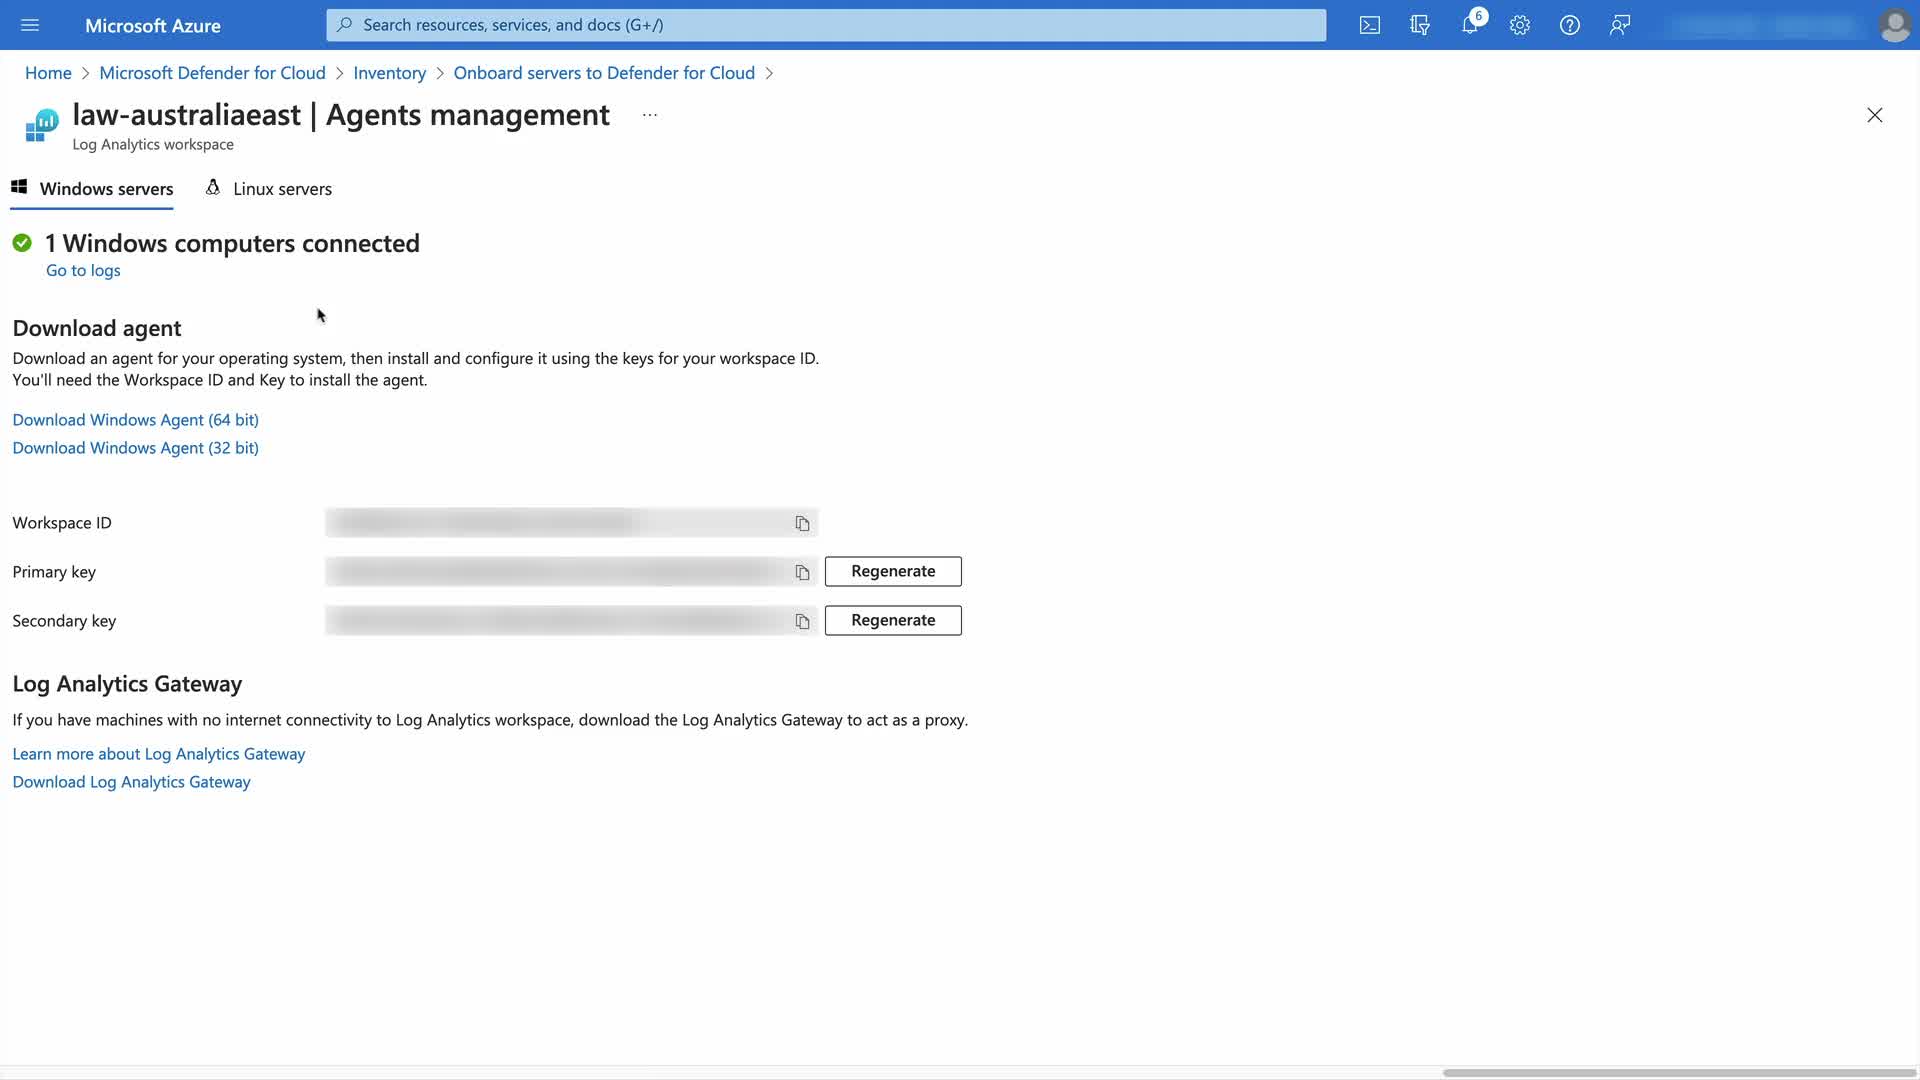 Microsoft Azure
Search resources, services, and docs (G+/)
6
Home > Microsoft Defender for Cloud > Inventory > Onboard servers to Defender for Cloud >
law-australiaeast | Agents management ...
Log Analytics workspace
Windows servers
Linux servers
1 Windows computers connected
Go to logs
Download agent
Download an agent for your operating system, then install and configure it using the keys for your workspace ID.
You'll need the Workspace ID and Key to install the agent.
Download Windows Agent (64 bit)
Download Windows Agent (32 bit)
Workspace ID
Primary key
Regenerate
Secondary key
Regenerate
Log Analytics Gateway
If you have machines with no internet connectivity to Log Analytics workspace, download the Log Analytics Gateway to act as a proxy.
Learn more about Log Analytics Gateway
Download Log Analytics Gateway